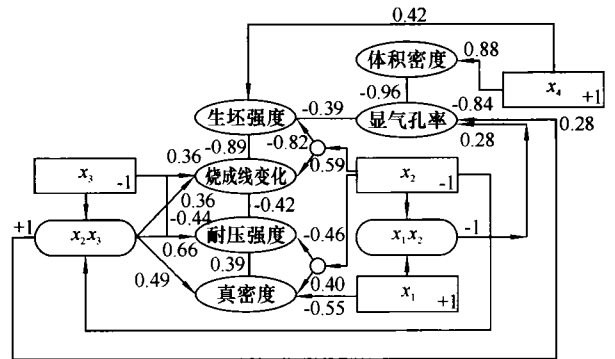 0.42
体积密度
0.88
x4
+1
-0.96
-0.84
生坯强度
-0.39
显气孔率
0.28
0.28
-0.89
-0.82
x3
-1
0.36
烧成线变化
0.59
x2
-1
0.36
-0.42
+1
x2x3
-0.44
0.66
耐压强度
-0.46
x1x2
-1
0.49
0.39
0.40
真密度
-0.55
x1
+1